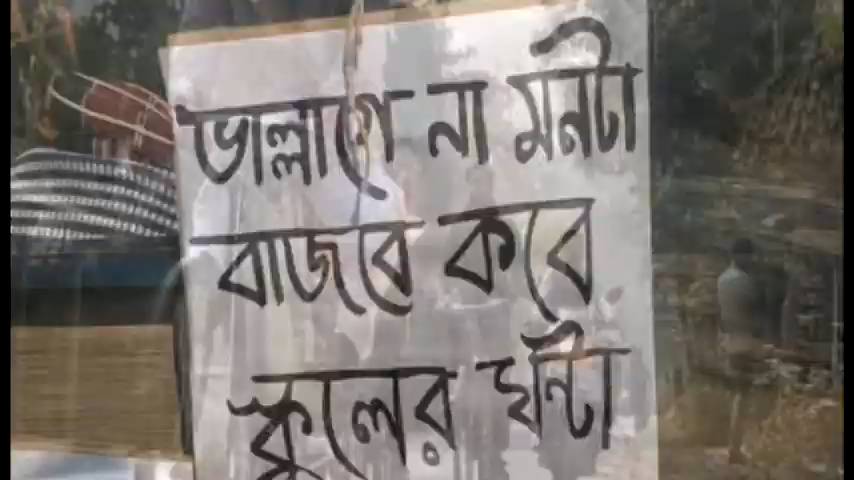 ভাল্লাগে না মনটা
বাজবে কবে
স্কুলের ঘন্টা